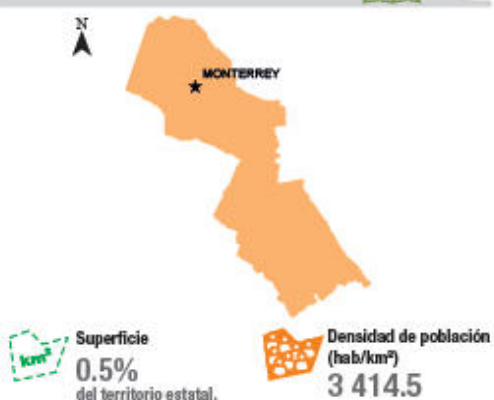 N
MONTERREY
km²
Superficie
0.5%
del territorio estatal.
Densidad de población
(hab/km²)
3 414.5